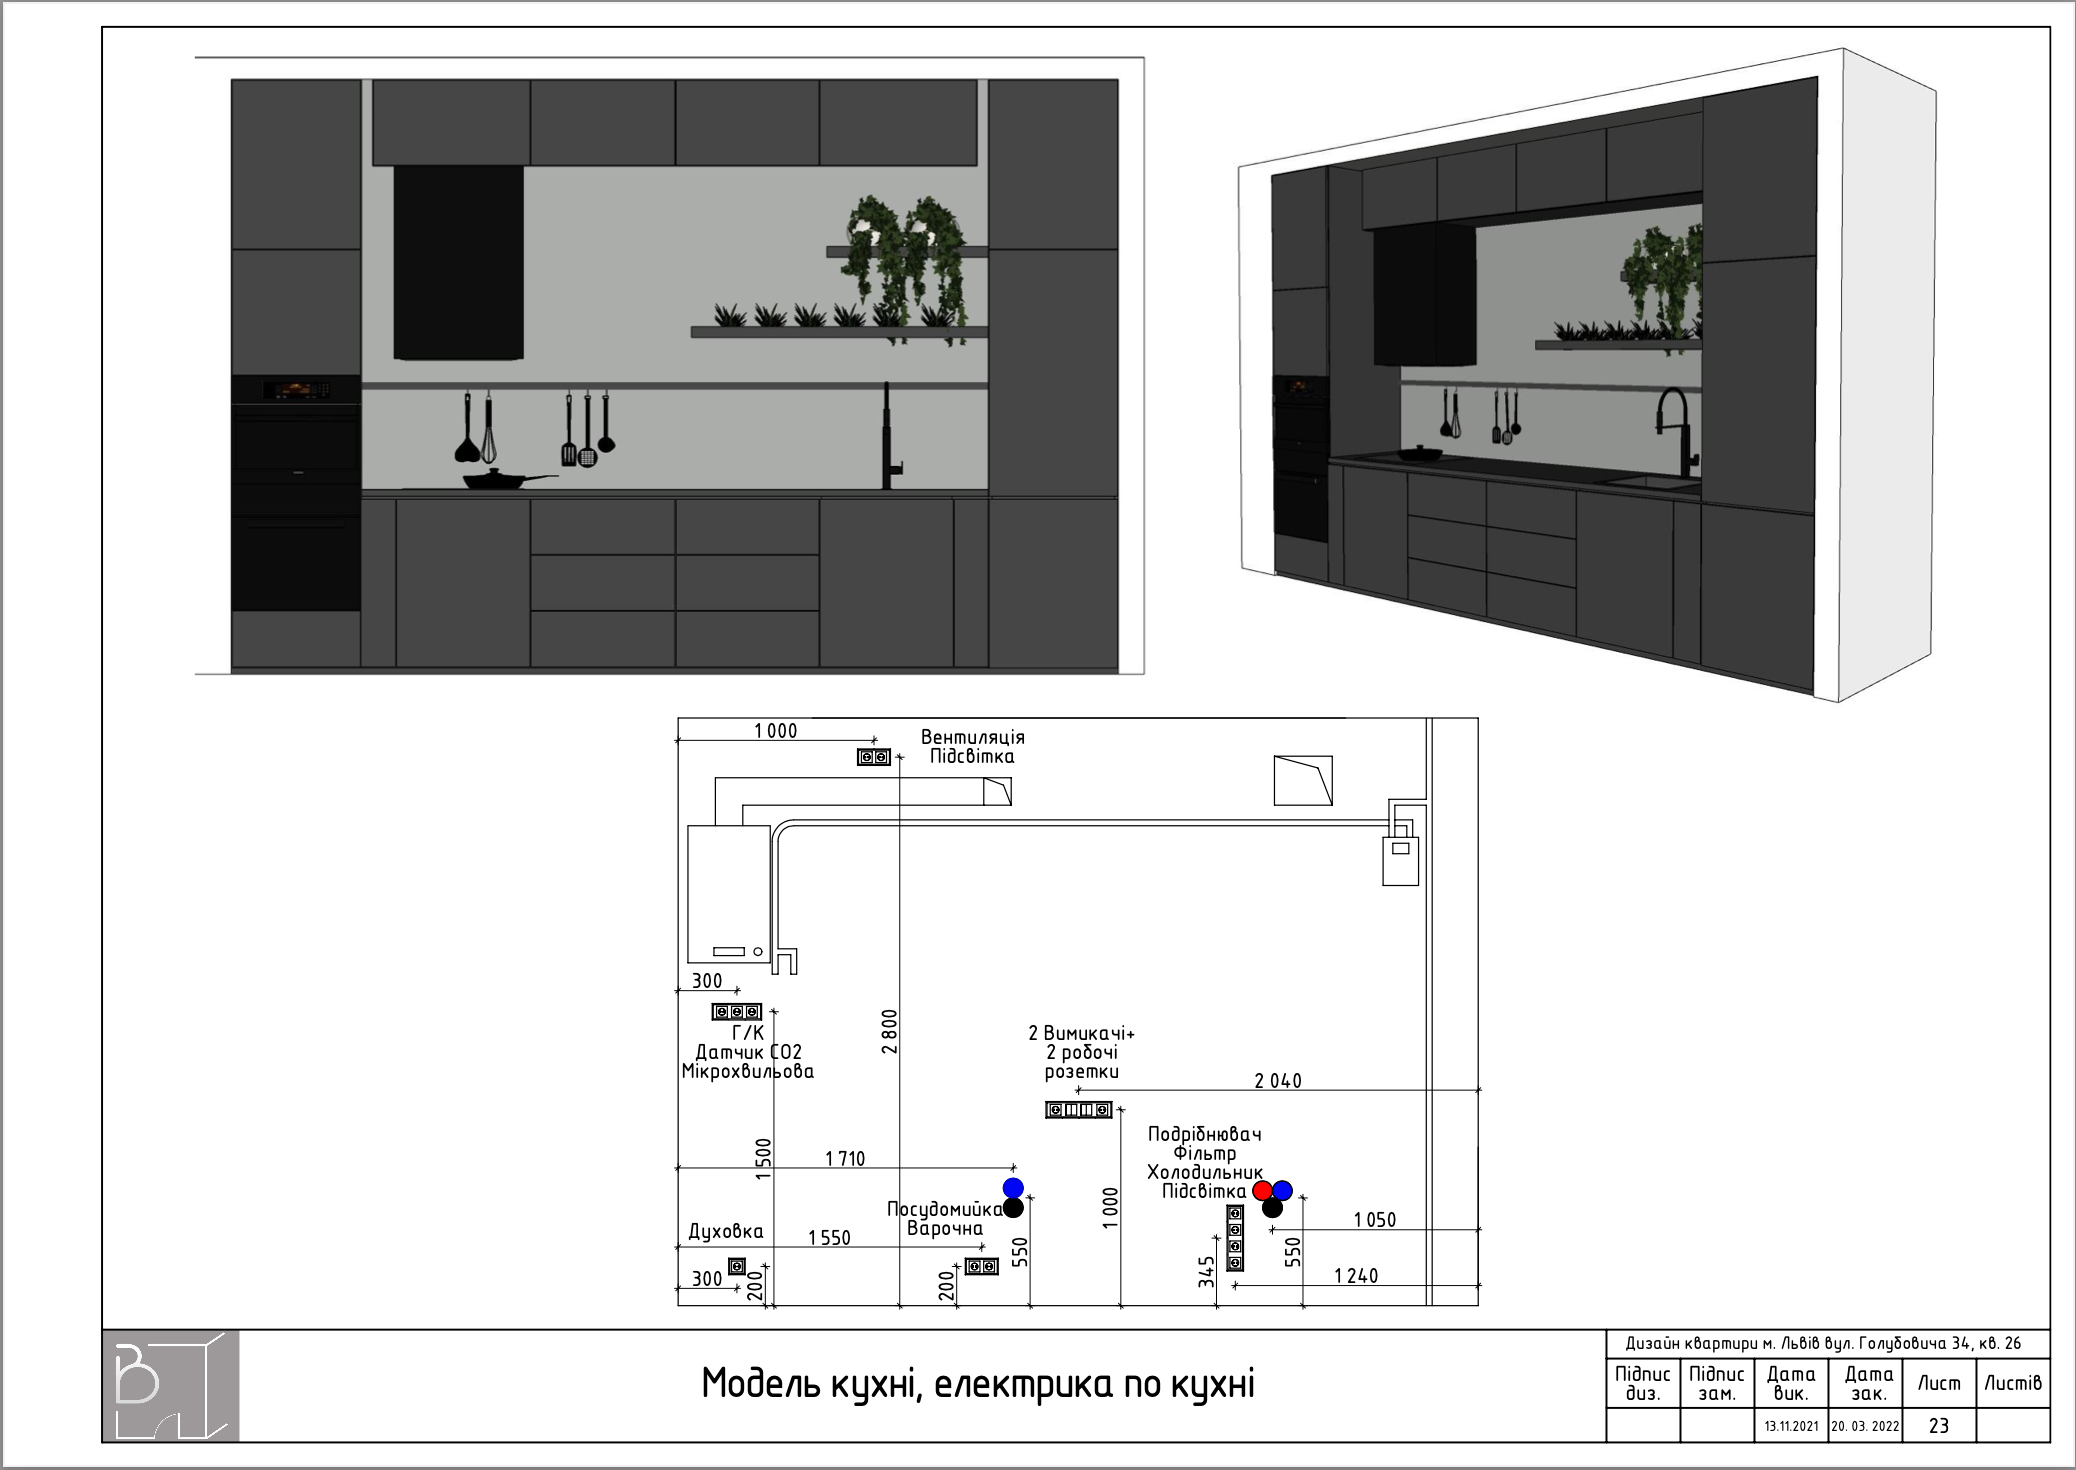 1 000
Вентиляція
Підсвітка
300
Г/К
Датчик СО2
Мікрохвильова
2 800
2 Вимикачі+
2 робочі
розетки
2 040
1 500
1 710
Подрібнювач
Фільтр
Холодильник
Підсвітка
1 000
Посудомийка
Варочна
Духовка
1 550
550
1 050
550
345
1 240
300
200
200
Модель кухні, електрика по кухні
Дизайн квартири м. Львів вул. Голубовича 34, кв. 26
Підпис диз.
Підпис зам.
Дата вик.
Дата зак.
Лист
Листів
13.11.2021
20. 03. 2022
23